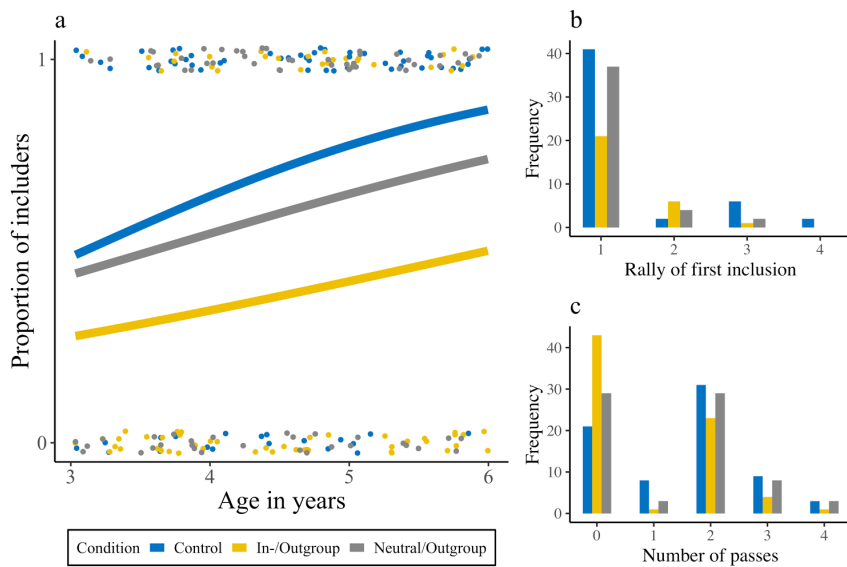 a
Proportion of includers
1
0
3
4
5
6
Age in years
Condition
Control
In-/Outgroup
Neutral/Outgroup
b
Frequency
40
30
20
10
0
1
2
3
4
Rally of first inclusion
c
Frequency
40
30
20
10
0
0
1
2
3
4
Number of passes